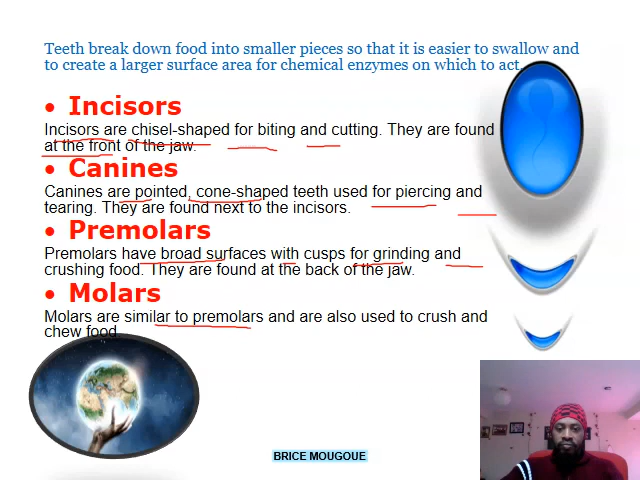 Teeth break down food into smaller pieces so that it is easier to swallow and
to create a larger surface area for chemical enzymes on which to act.
• Incisors
Incisors are chisel-shaped for biting and cutting. They are found
at the front of the jaw.
• Canines
Canines are pointed, cone-shaped teeth used for piercing and
tearing. They are found next to the incisors.
• Premolars
Premolars have broad surfaces with cusps for grinding and
crushing food. They are found at the back of the jaw.
• Molars
Molars are similar to premolars and are also used to crush and
chew food.
BRICE MOUGOUE